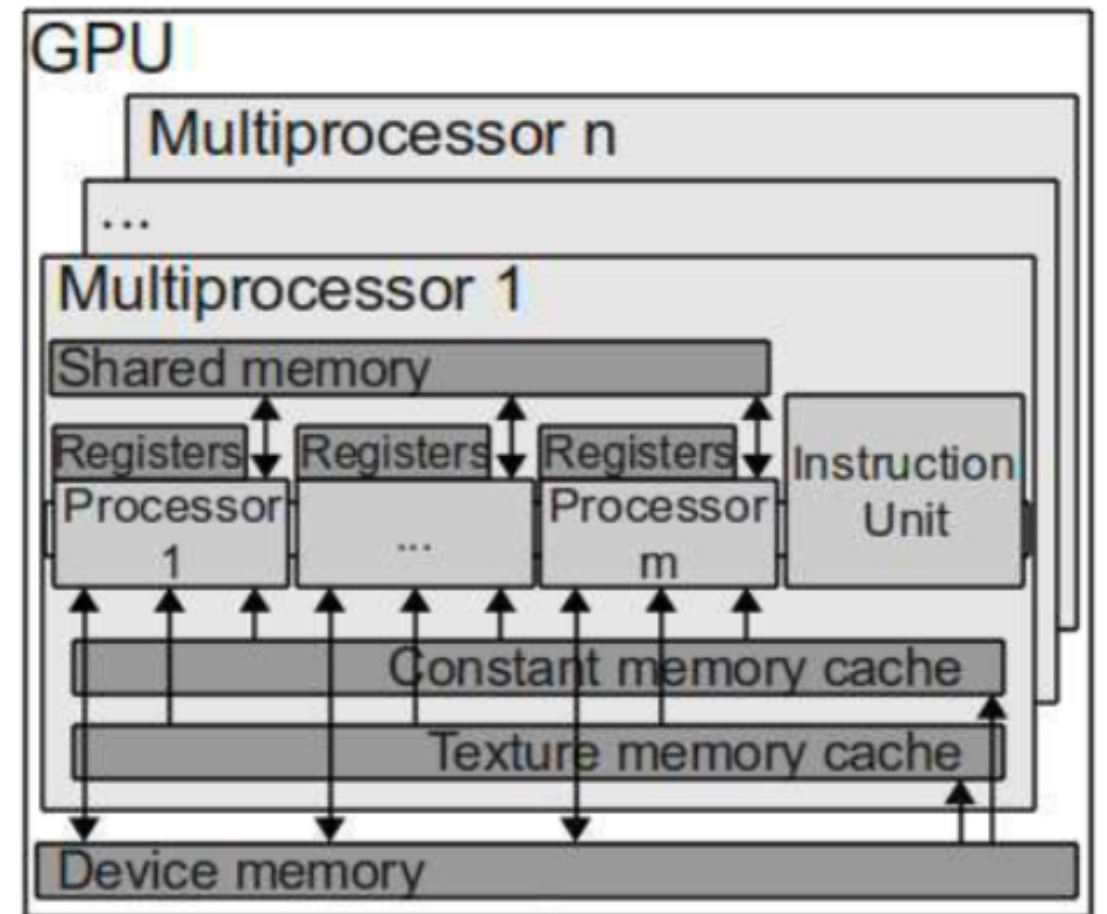 GPU
Multiprocessor n
...
Multiprocessor 1
Shared memory
Registers
Registers
Registers
Processor
1
...
Processor
m
Instruction
Unit
Constant memory cache
Texture memory cache
Device memory